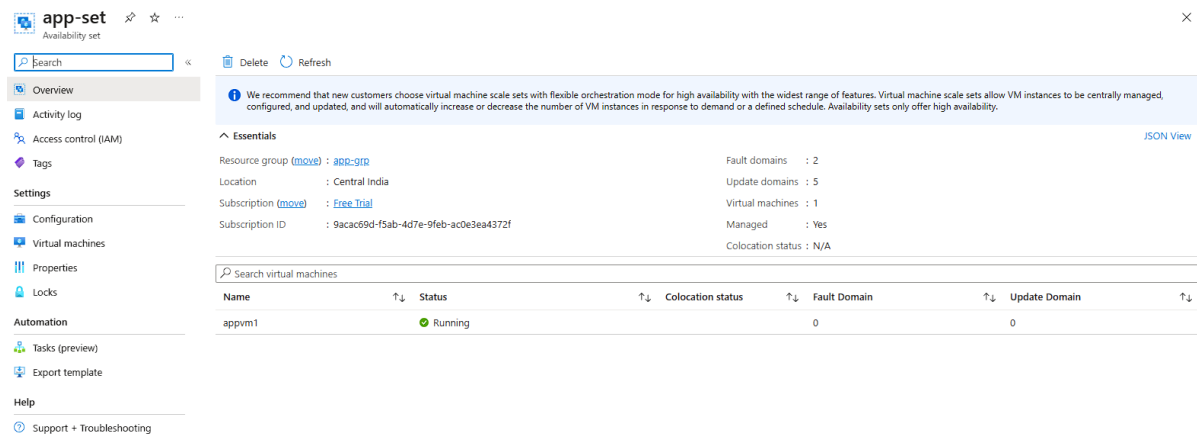 app-set
Availability set
Search
Overview
Activity log
Access control (IAM)
Tags
Settings
Configuration
Virtual machines
Properties
Locks
Automation
Tasks (preview)
Export template
Help
Support + Troubleshooting
Delete Refresh
We recommend that new customers choose virtual machine scale sets with flexible orchestration mode for high availability with the widest range of features. Virtual machine scale sets allow VM instances to be centrally managed,
configured, and updated, and will automatically increase or decrease the number of VM instances in response to demand or a defined schedule. Availability sets only offer high availability.
Essentials JSON View
Resource group (move) : app-grp
Location : Central India
Subscription (move) : Free Trial
Subscription ID : 9acac69d-f5ab-4d7e-9feb-ac0e3ea4372f
Fault domains : 2
Update domains : 5
Virtual machines : 1
Managed : Yes
Colocation status : N/A
Search virtual machines
Name Status Colocation status Fault Domain Update Domain
appvm1 Running 0 0